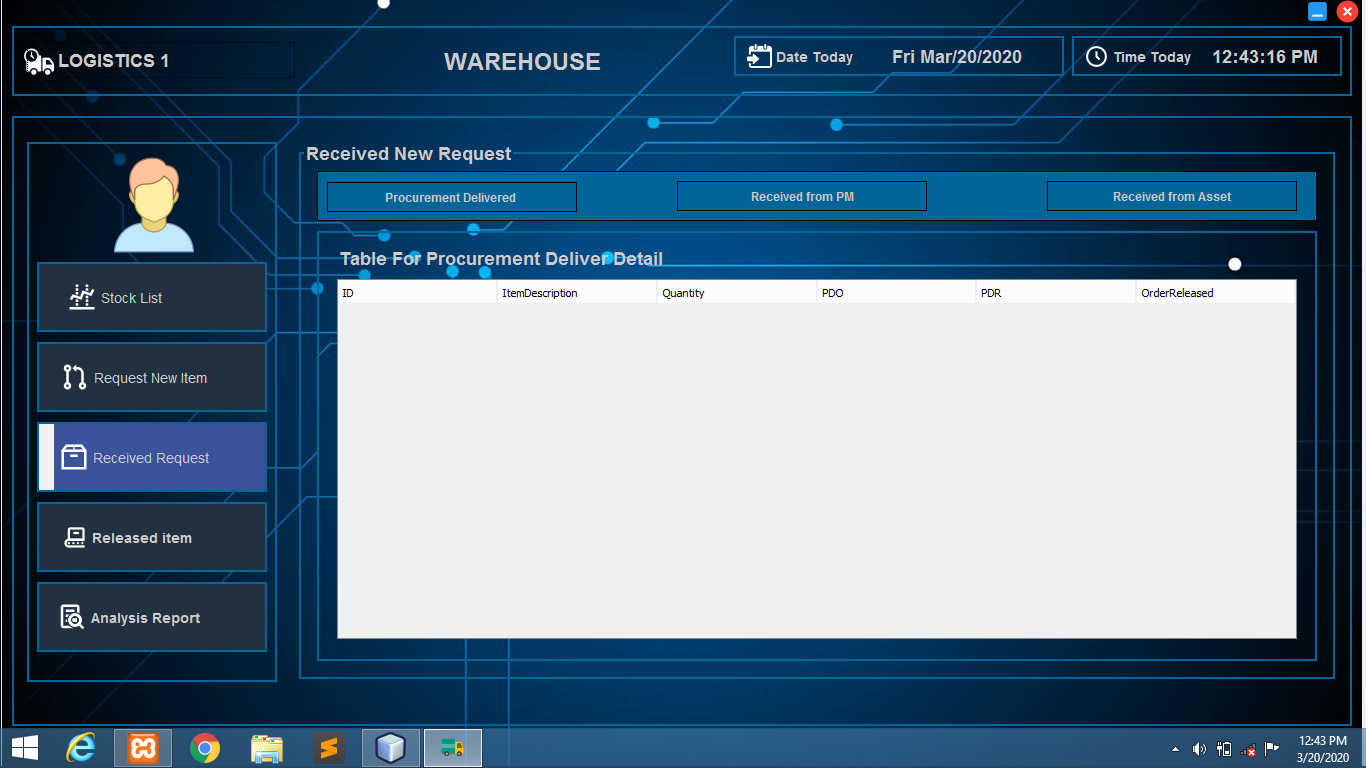 LOGISTICS 1
WAREHOUSE
Date Today
Fri Mar/20/2020
Time Today
12:43:16 PM
Stock List
Request New Item
Received Request
Released item
Analysis Report
Received New Request
Procurement Delivered
Received from PM
Received from Asset
Table For Procurement Deliver Detail
ID ItemDescription Quantity PDO PDR OrderReleased
12:43 PM
3/20/2020